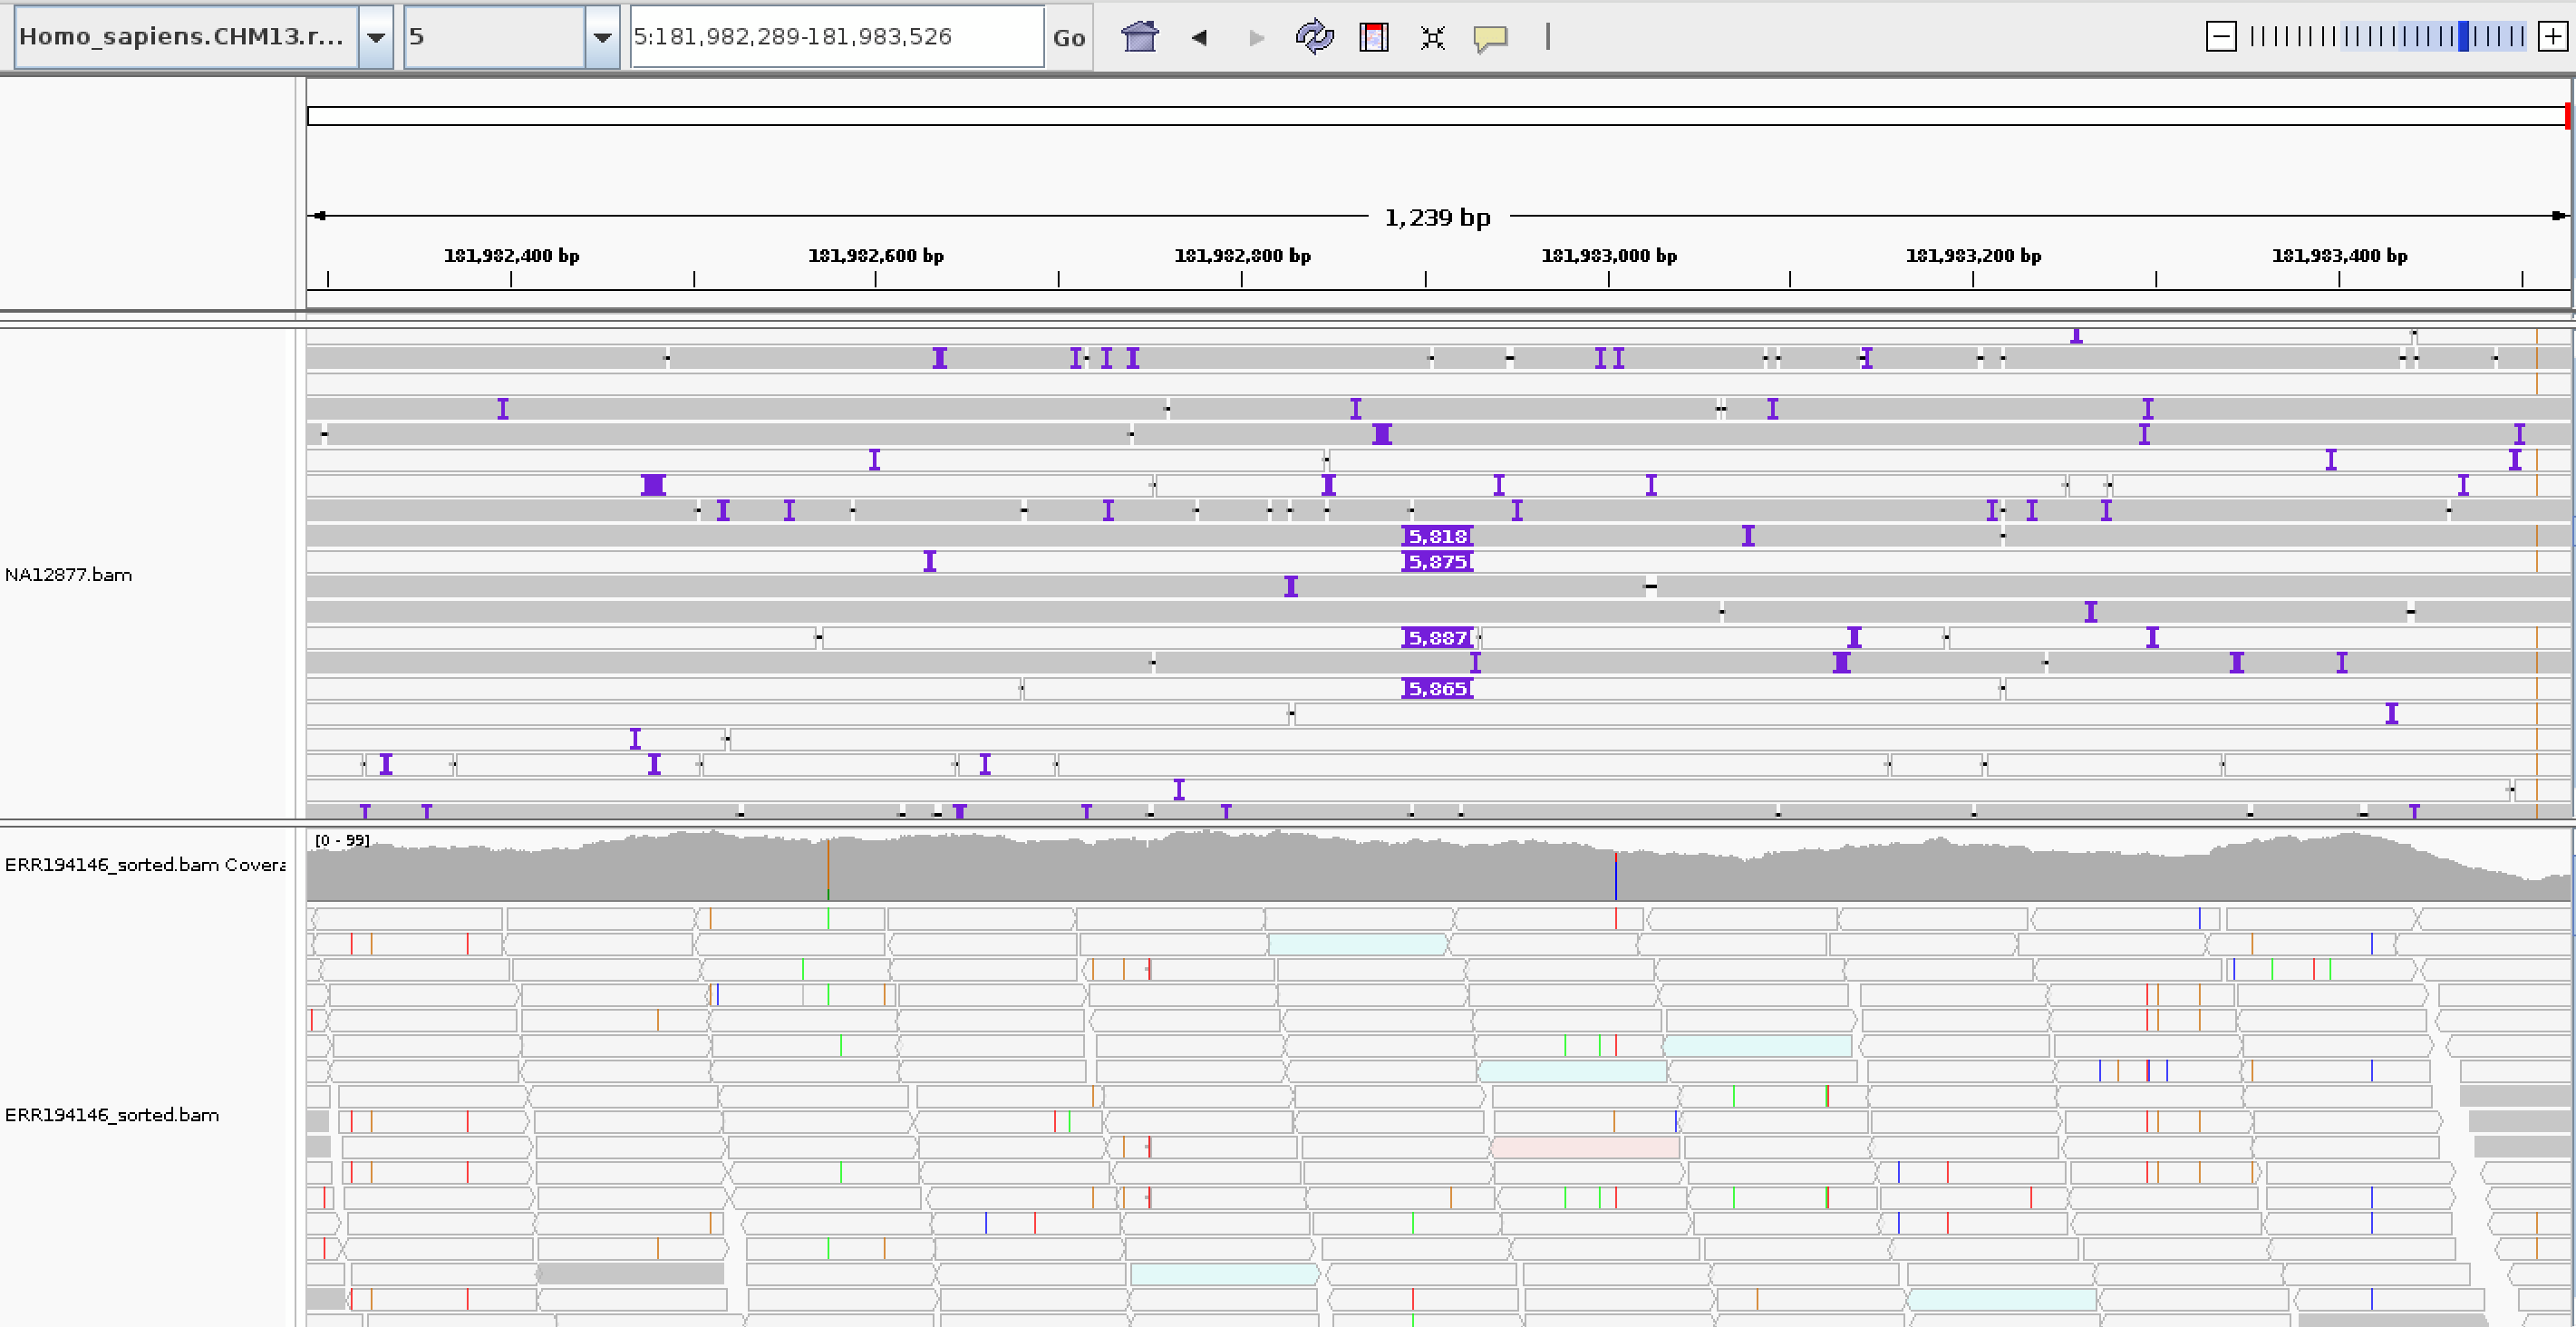 Homo_sapiens.CHM13.r... 5 5:181,982,289-181,983,526 Go
1,239 bp
181,982,400 bp 181,982,600 bp 181,982,800 bp 181,983,000 bp 181,983,200 bp 181,983,400 bp
5,818
5,875
NA12877.bam
5,887
5,865
[0 - 99]
ERR194146_sorted.bam Covera
ERR194146_sorted.bam